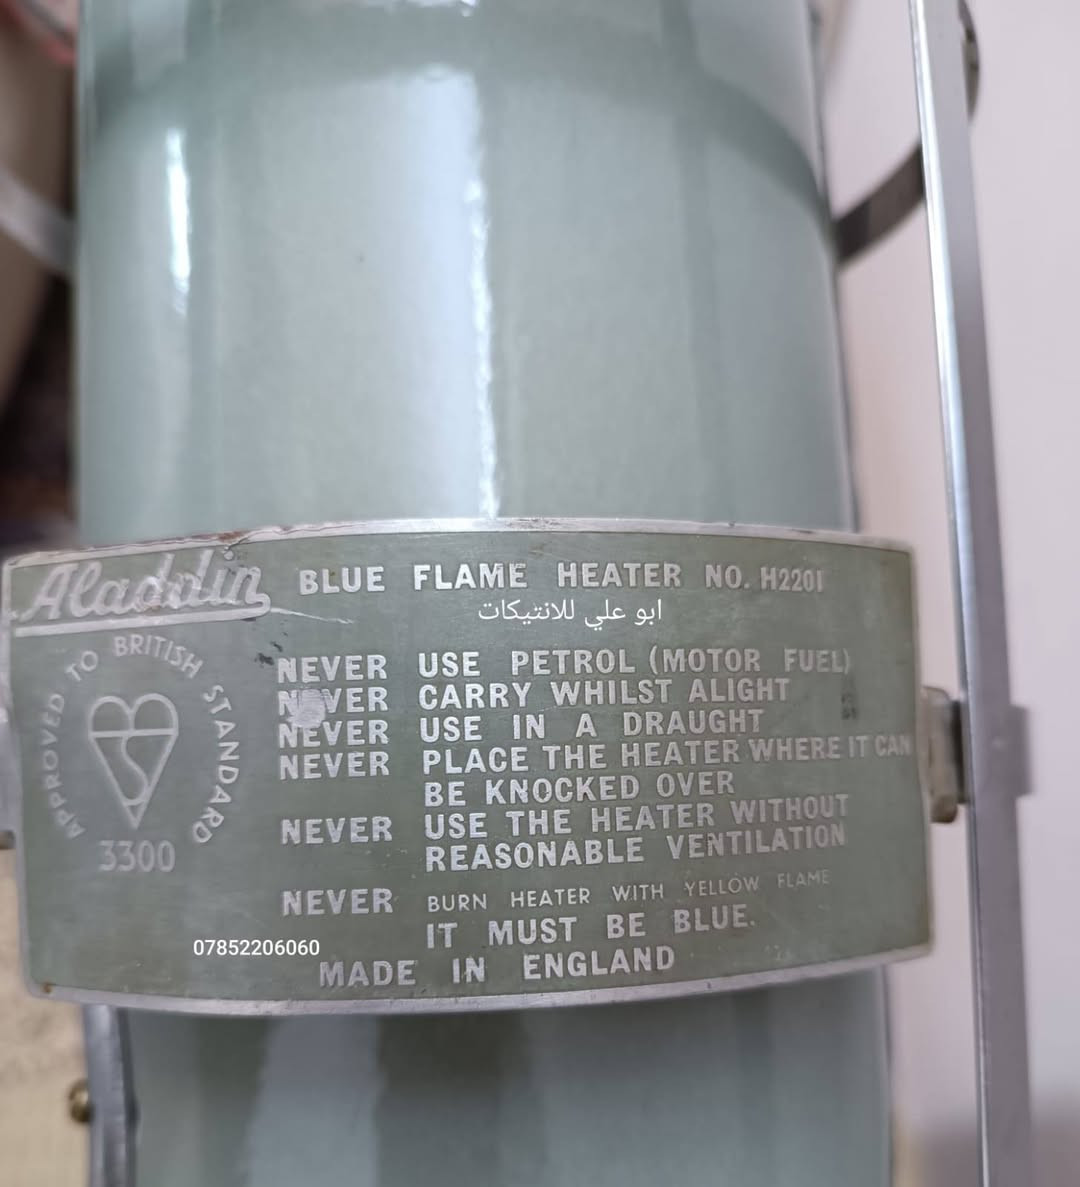 Aladdin BLUE FLAME HEATER NO. H2201
ابو علي للانتيكات
APPROVED TO BRITISH STANDARD
3300
NEVER USE PETROL (MOTOR FUEL)
NEVER CARRY WHILST ALIGHT
NEVER USE IN A DRAUGHT
NEVER PLACE THE HEATER WHERE IT CAN
BE KNOCKED OVER
NEVER USE THE HEATER WITHOUT
REASONABLE VENTILATION
NEVER BURN HEATER WITH YELLOW FLAME
IT MUST BE BLUE.
07852206060
MADE IN ENGLAND